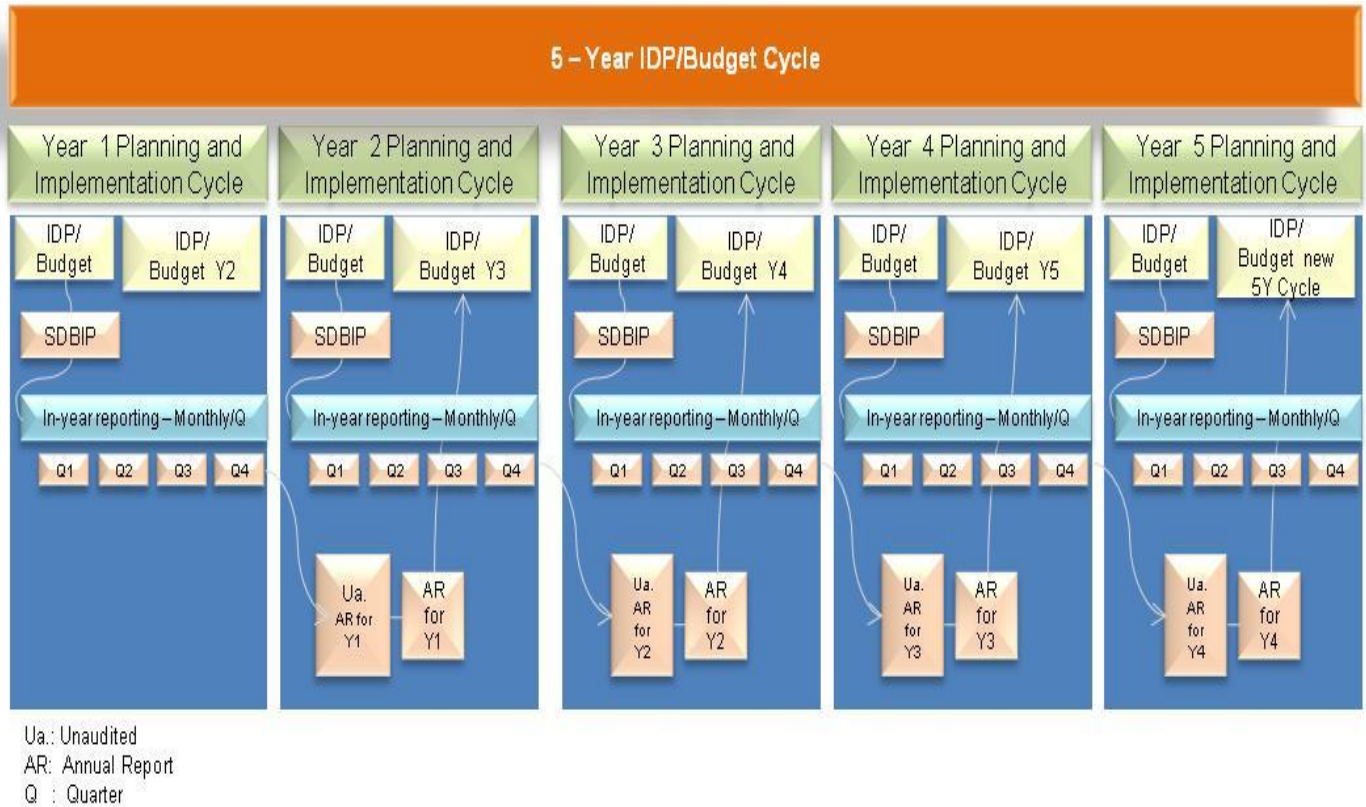 5 – Year IDP/Budget Cycle
Year 1 Planning and
Implementation Cycle
IDP/
Budget
IDP/
Budget Y2
SDBIP
In-year reporting – Monthly/Q
Q1
Q2
Q3
Q4
Year 2 Planning and
Implementation Cycle
IDP/
Budget
IDP/
Budget Y3
SDBIP
In-year reporting – Monthly/Q
Q1
Q2
Q3
Q4
Ua.
AR for
Y1
AR
for
Y1
Year 3 Planning and
Implementation Cycle
IDP/
Budget
IDP/
Budget Y4
SDBIP
In-year reporting – Monthly/Q
Q1
Q2
Q3
Q4
Ua.
AR
for
Y2
AR
for
Y2
Year 4 Planning and
Implementation Cycle
IDP/
Budget
IDP/
Budget Y5
SDBIP
In-year reporting – Monthly/Q
Q1
Q2
Q3
Q4
Ua.
AR
for
Y3
AR
for
Y3
Year 5 Planning and
Implementation Cycle
IDP/
Budget
IDP/
Budget new
5Y Cycle
SDBIP
In-year reporting – Monthly/Q
Q1
Q2
Q3
Q4
Ua.
AR
for
Y4
AR
for
Y4
Ua.: Unaudited
AR: Annual Report
Q : Quarter